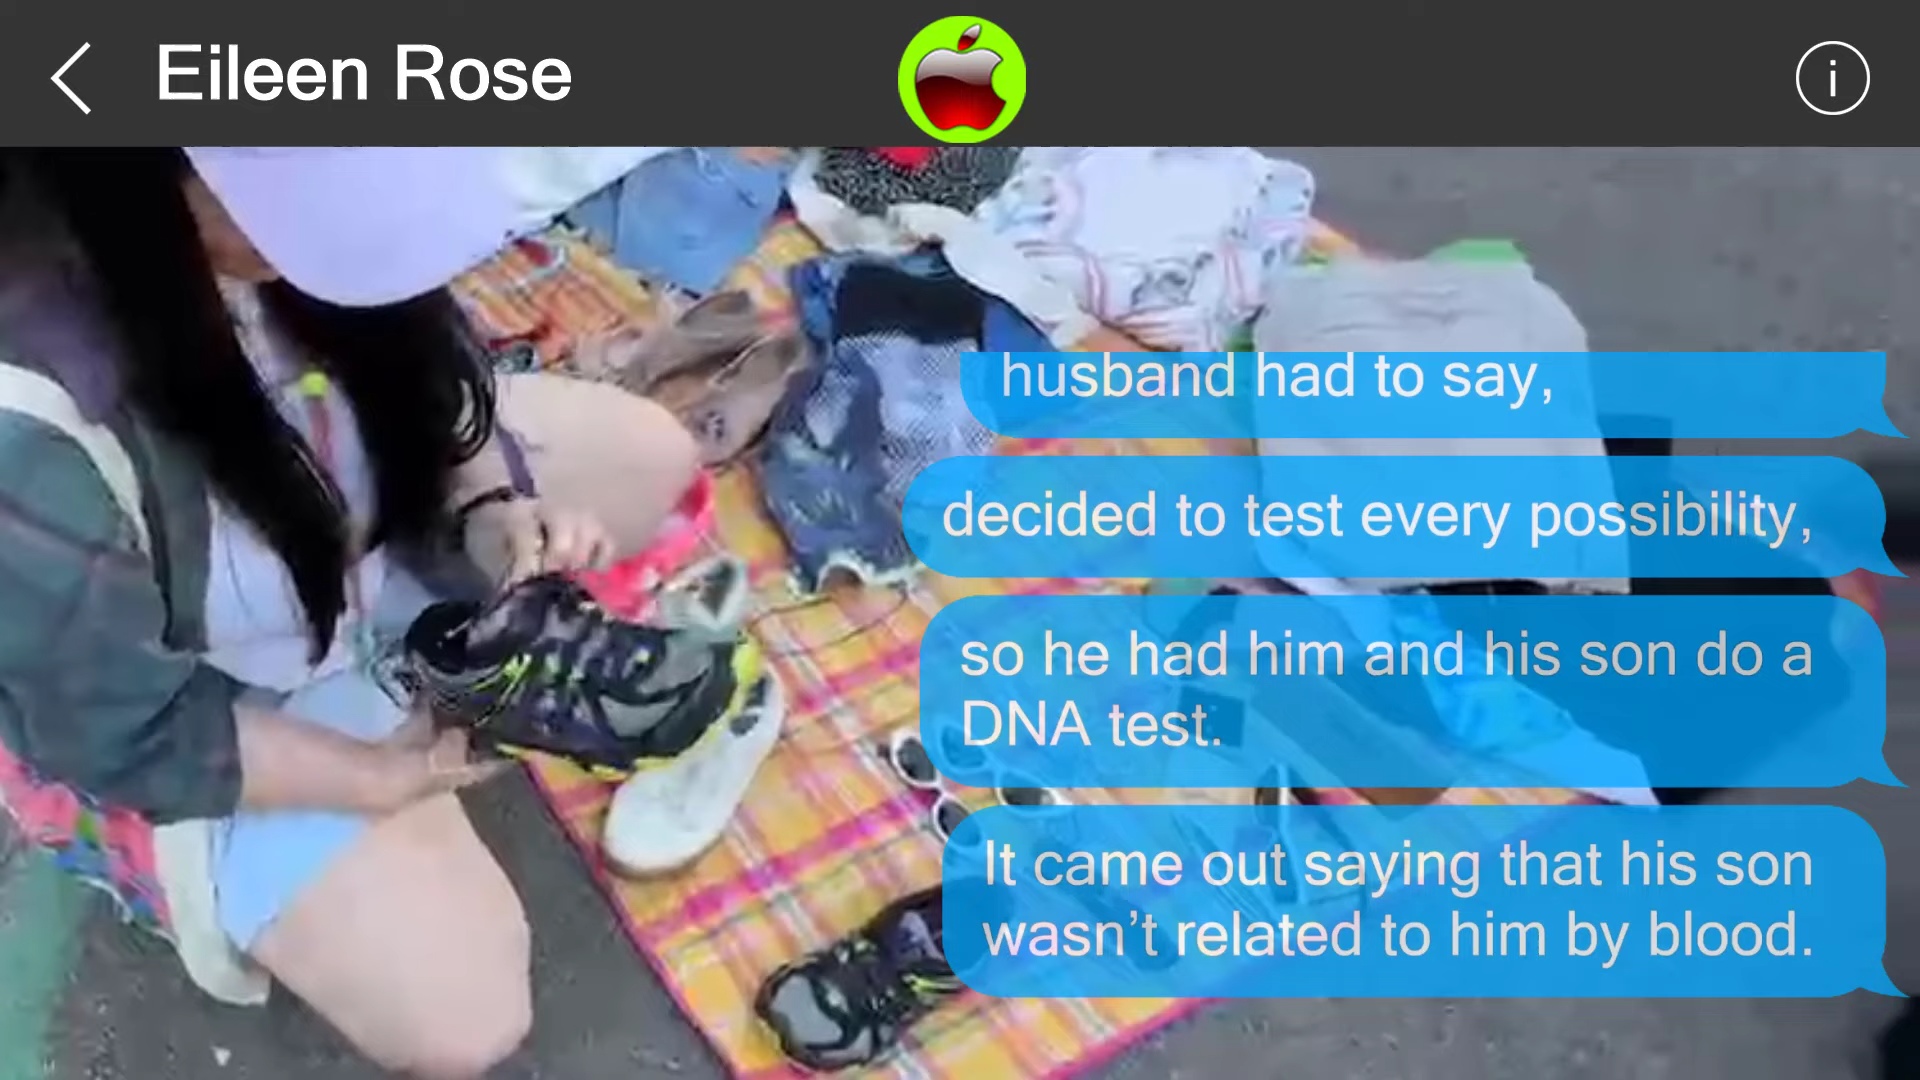 Eileen Rose
husband had to say,
decided to test every possibility,
so he had him and his son do a
DNA test.
It came out saying that his son
wasn’t related to him by blood.